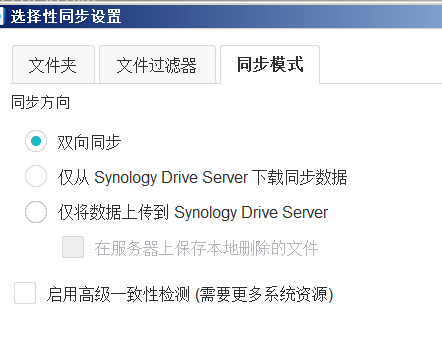 选择性同步设置
文件夹
文件过滤器
同步模式
同步方向
双向同步
仅从 Synology Drive Server 下载同步数据
仅将数据上传到 Synology Drive Server
在服务器上保存本地删除的文件
启用高级一致性检测 (需要更多系统资源)